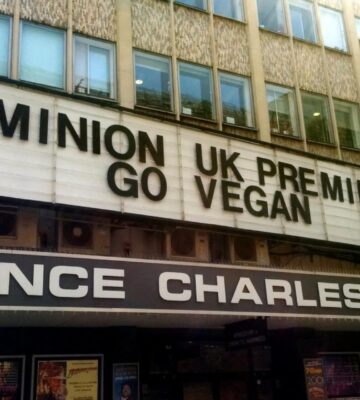 MINION UK PREMI
GO VEGAN
NCE CHARLES